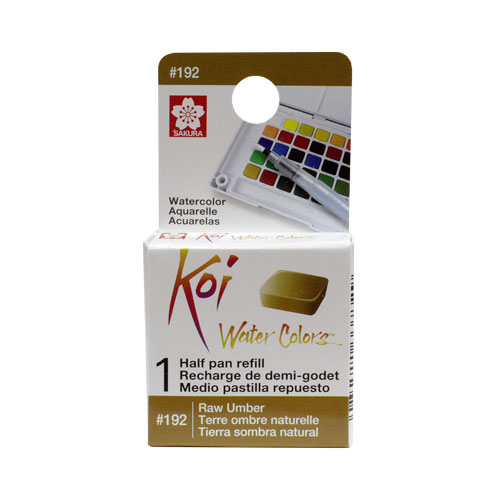 #192
SAKURA
Watercolor
Aquarelle
Acuarelas
Koi
Water Colors
1
Half pan refill
Recharge de demi-godet
Medio pastilla repuesto
#192
Raw Umber
Terre ombre naturelle
Tierra sombra natural